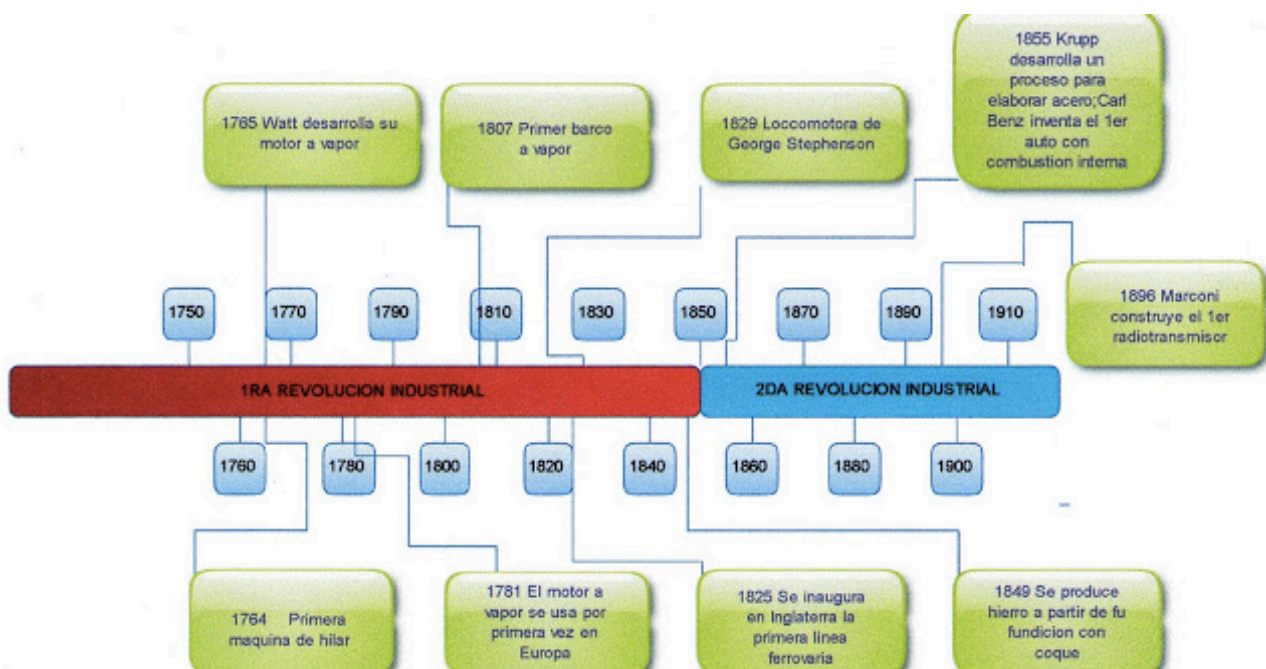 1855 Krupp
desarrolla un
proceso para
elaborar acero;Carl
Benz inventa el 1er
auto con
combustion interna
1765 Watt desarrolla su
motor a vapor
1807 Primer barco
a vapor
1829 Loccomotora de
George Stephenson
1896 Marconi
construye el 1er
radiotransmisor
1750
1770
1790
1810
1830
1850
1870
1890
1910
1RA REVOLUCION INDUSTRIAL
2DA REVOLUCION INDUSTRIAL
1760
1780
1800
1820
1840
1860
1880
1900
1764 Primera
maquina de hilar
1781 El motor a
vapor se usa por
primera vez en
Europa
1825 Se inaugura
en Inglaterra la
primera linea
ferrovaria
1849 Se produce
hierro a partir de fu
fundicion con
coque